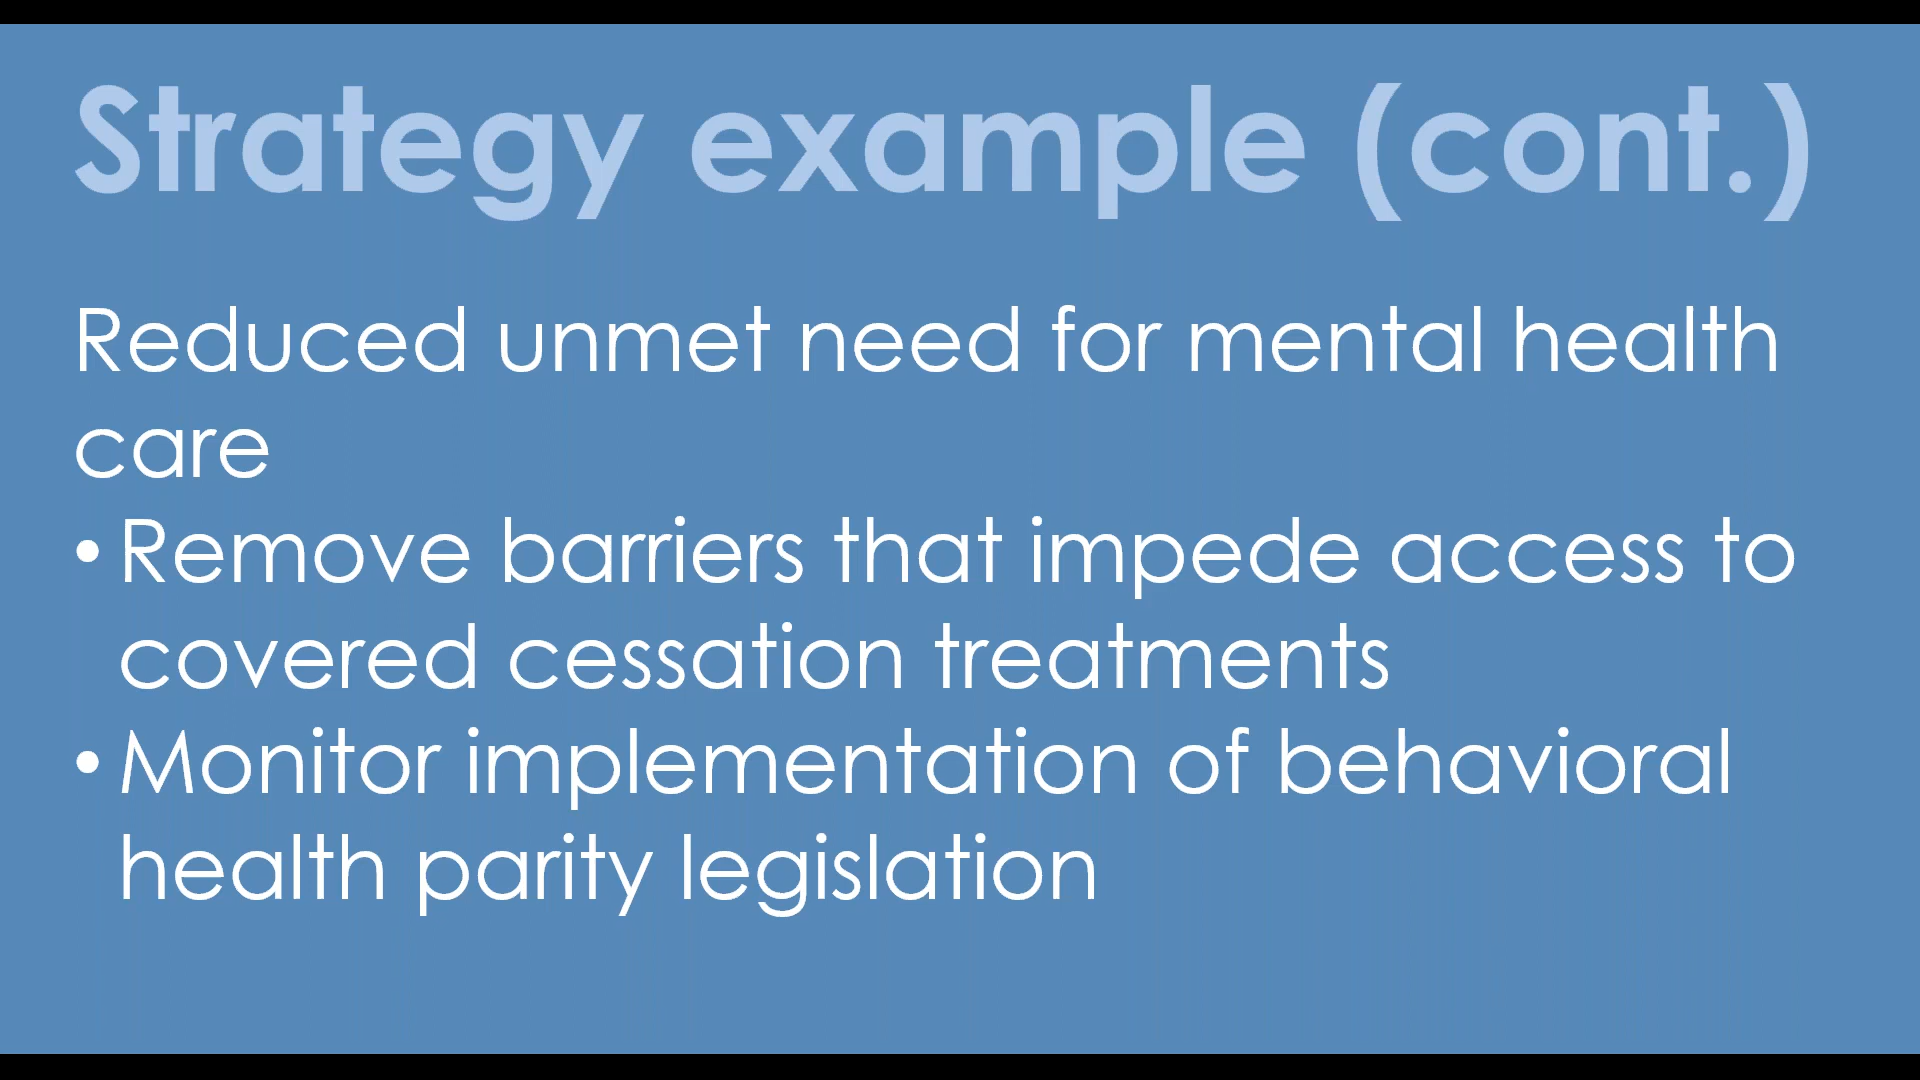 Strategy example (cont.)
Reduced unmet need for mental health
care
• Remove barriers that impede access to
covered cessation treatments
• Monitor implementation of behavioral
health parity legislation